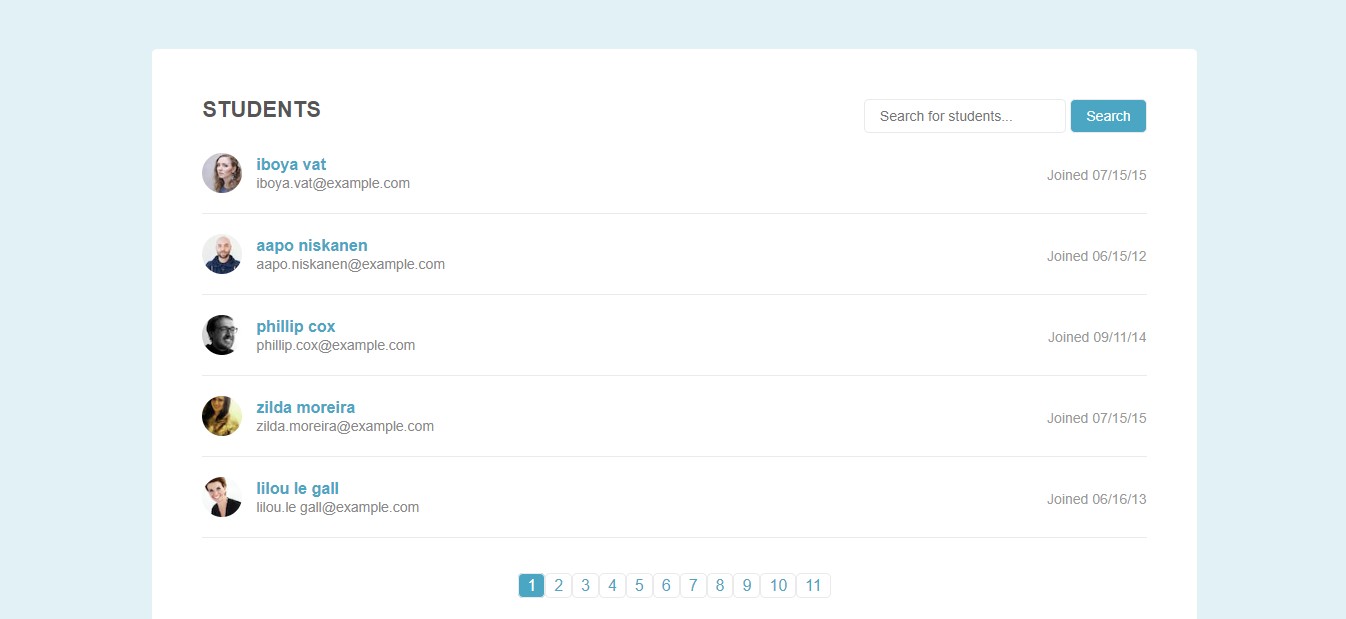 STUDENTS
Search for students...
Search
iboya vat
iboya.vat@example.com
Joined 07/15/15
aapo niskanen
aapo.niskanen@example.com
Joined 06/15/12
phillip cox
phillip.cox@example.com
Joined 09/11/14
zilda moreira
zilda.moreira@example.com
Joined 07/15/15
lilou le gall
lilou.le gall@example.com
Joined 06/16/13
1 2 3 4 5 6 7 8 9 10 11